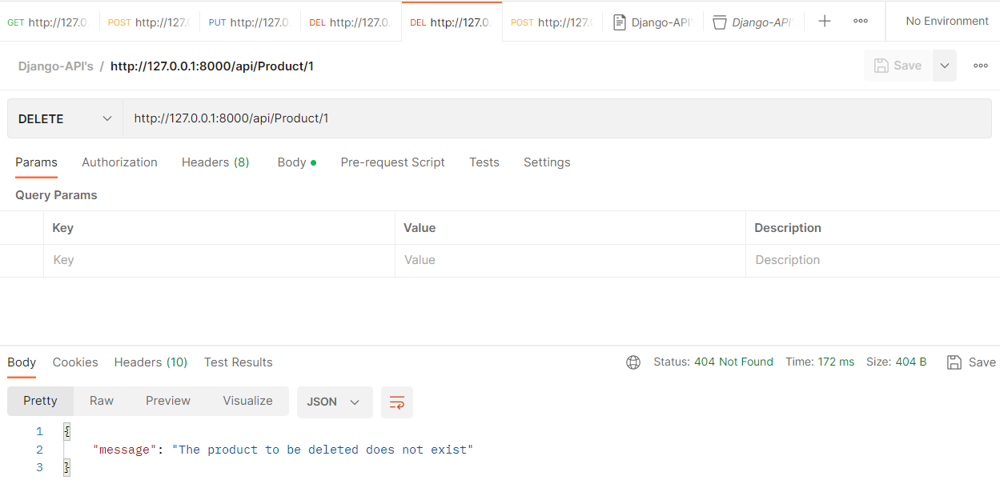 GET http://127.0. POST http://127. PUT http://127.0. DEL http://127.0. DEL http://127.0. POST http://127. Django-API' Django-API' No Environment
Django-API's / http://127.0.0.1:8000/api/Product/1 Save
DELETE http://127.0.0.1:8000/api/Product/1
Params Authorization Headers (8) Body Pre-request Script Tests Settings
Query Params
Key Value Description
Key Value Description
Body Cookies Headers (10) Test Results Status: 404 Not Found Time: 172 ms Size: 404 B Save
Pretty Raw Preview Visualize JSON
1 {
2 "message": "The product to be deleted does not exist"
3 }